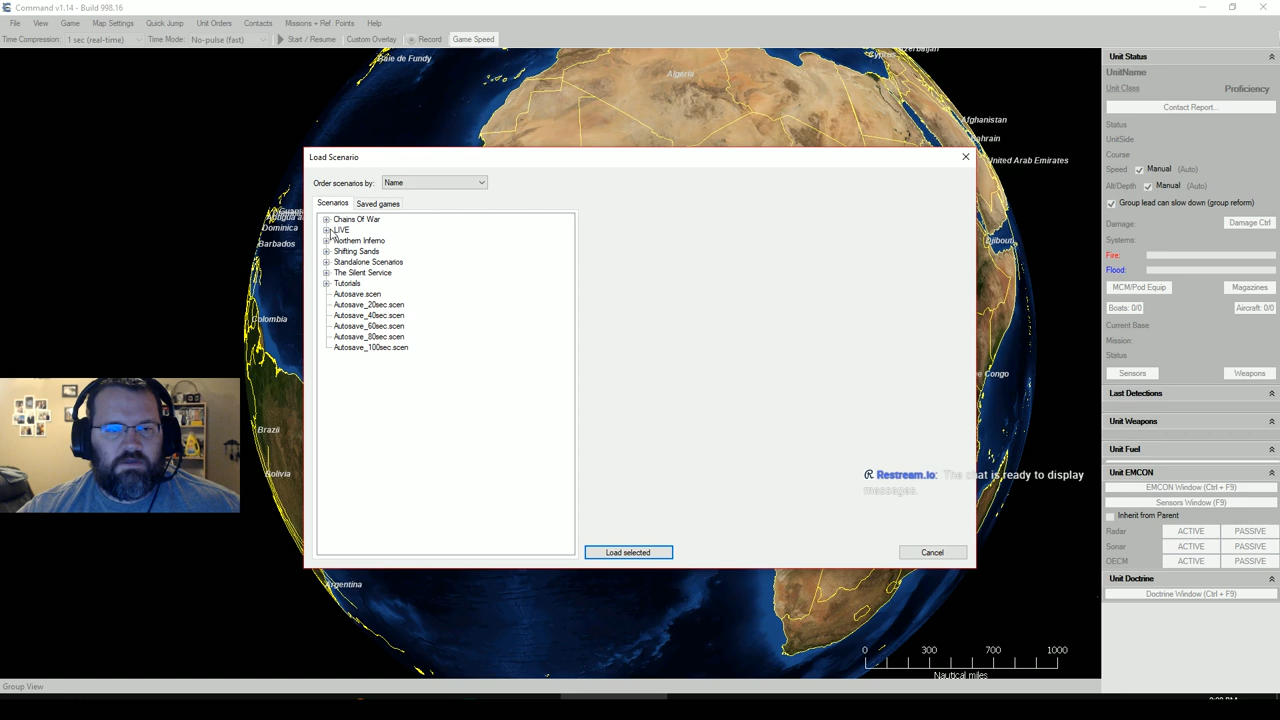 Command v1.14 - Build 998.16
File View Game Map Settings Quick Jump Unit Orders Contacts Missions + Ref. Points Help
Time Compression: 1 sec (real-time) Time Mode: No-pulse (fast) Start / Resume Custom Overlay Record Game Speed
Baie de Fundy
Algeria
Cyprus
Azerbaijan
Afghanistan
Bahrain
United Arab Emirates
Dominica
Barbados
Djibouti
Colombia
Congo
Brazil
Bolivia
Argentina
Load Scenario
Order scenarios by: Name
Scenarios Saved games
Chains Of War
LIVE
Northern Inferno
Shifting Sands
Standalone Scenarios
The Silent Service
Tutorials
Autosave.scen
Autosave_20sec.scen
Autosave_40sec.scen
Autosave_60sec.scen
Autosave_80sec.scen
Autosave_100sec.scen
Load selected Cancel
Restream.io: The chat is ready to display
messages.
0 300 700 1000
Nautical miles
Group View
Unit Status
UnitName
Unit Class Proficiency
Contact Report...
Status
UnitSide
Course
Speed Manual (Auto)
Alt/Depth Manual (Auto)
Group lead can slow down (group reform)
Damage: Damage Ctrl
Systems:
Fire:
Flood:
MCM/Pod Equip Magazines
Boats: 0/0 Aircraft: 0/0
Current Base
Mission:
Status
Sensors Weapons
Last Detections
Unit Weapons
Unit Fuel
Unit EMCON
EMCON Window (Ctrl + F9)
Sensors Window (F9)
Inherit from Parent
Radar ACTIVE PASSIVE
Sonar ACTIVE PASSIVE
OECM ACTIVE PASSIVE
Unit Doctrine
Doctrine Window (Ctrl + F9)